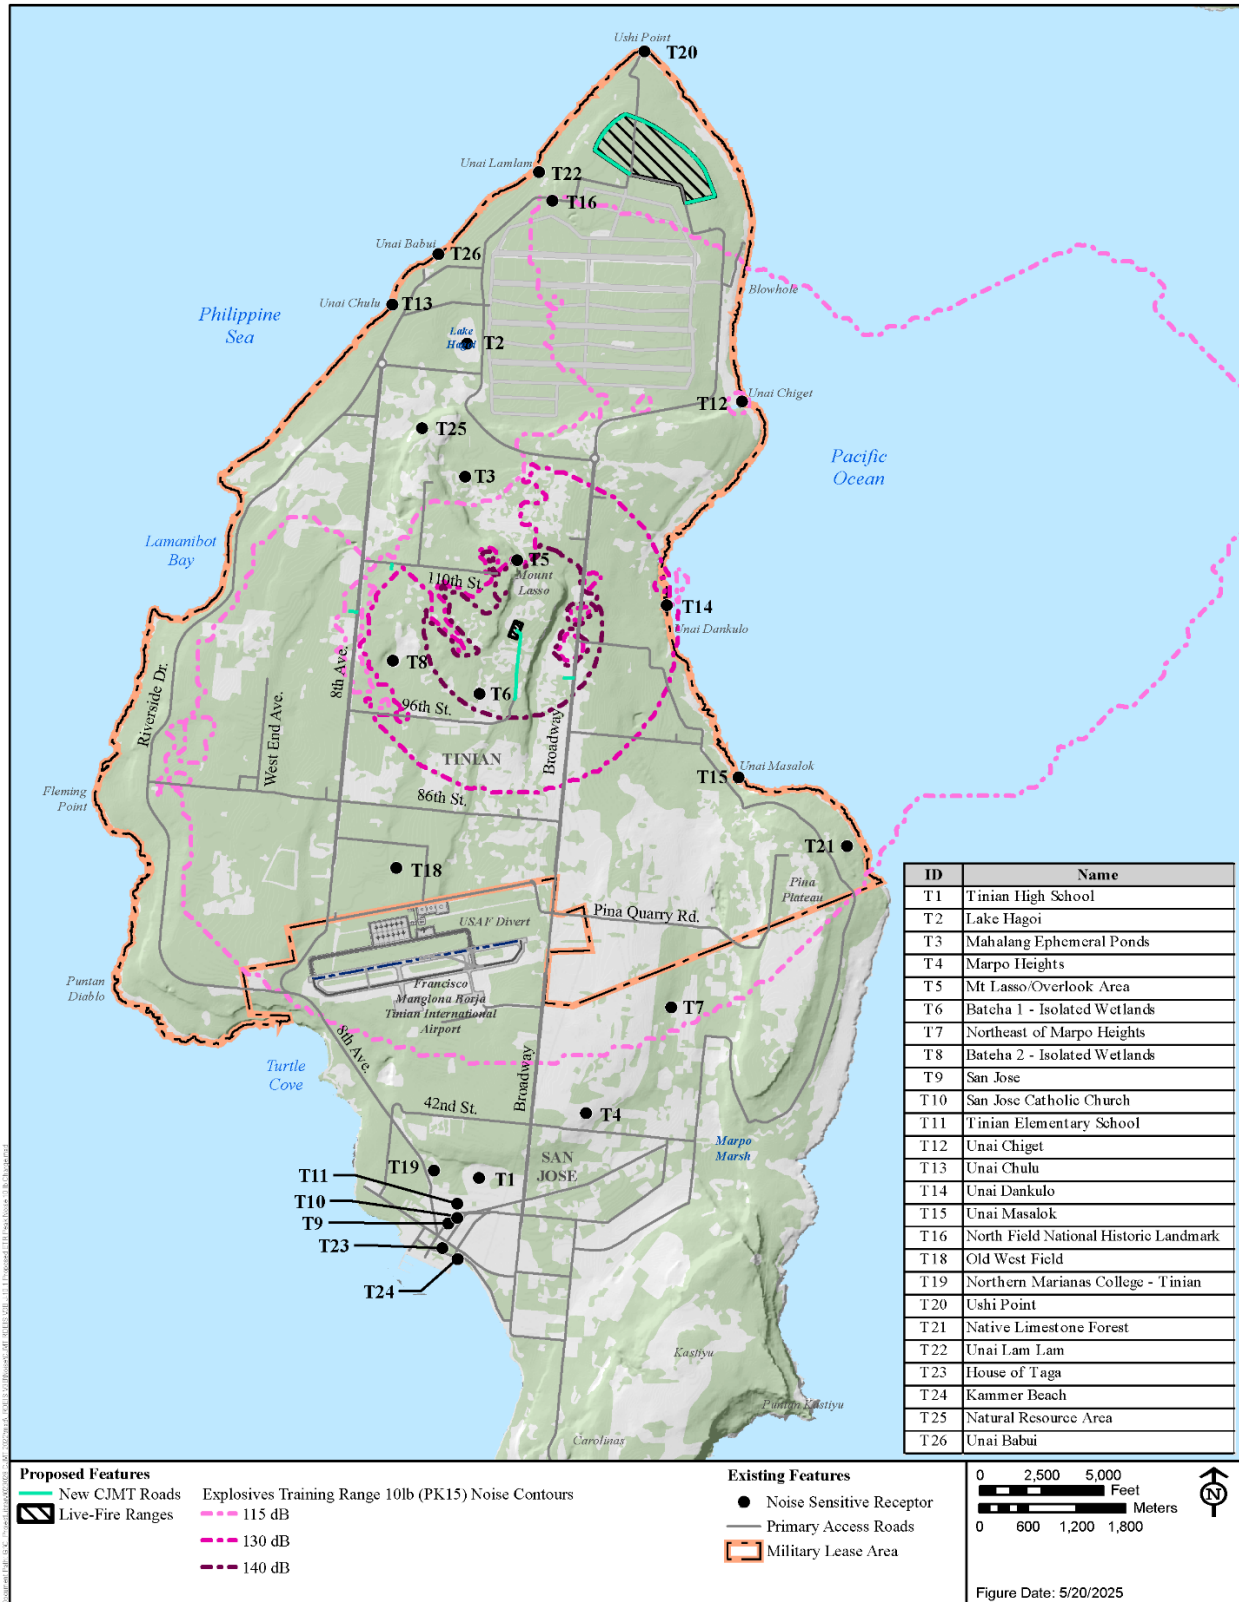 Ushi Point
T20
Unai Lamlam
T22
T16
Unai Babui
T26
Unai Chulu
T13
Blowhole
Philippine
Sea
Lake
Hagoi
T2
Unai Chiget
T12
T25
Pacific
Ocean
T3
Lamanibot
Bay
T5
Mount
Lasso
110th St.
T14
Unai Dankulo
T8
T6
8th Ave.
96th St.
Riverside Dr.
West End Ave.
Broadway
TINIAN
T15
Unai Masalok
Fleming
Point
86th St.
T21
T18
Pina
Plateau
Pina Quarry Rd.
USAF Divert
Puntan
Diablo
Francisco
Manglona Borja
Tinian International
Airport
T7
8th Ave.
Turtle
Cove
Broadway
42nd St.
T4
Marpo
Marsh
SAN
JOSE
T19
T1
T11
T10
T9
T23
T24
Kastiyu
Puntan Kastiyu
Carolinas
ID Name
T1 Tinian High School
T2 Lake Hagoi
T3 Mahalang Ephemeral Ponds
T4 Marpo Heights
T5 Mt Lasso/Overlook Area
T6 Bateha 1 - Isolated Wetlands
T7 Northeast of Marpo Heights
T8 Bateha 2 - Isolated Wetlands
T9 San Jose
T10 San Jose Catholic Church
T11 Tinian Elementary School
T12 Unai Chiget
T13 Unai Chulu
T14 Unai Dankulo
T15 Unai Masalok
T16 North Field National Historic Landmark
T18 Old West Field
T19 Northern Marianas College - Tinian
T20 Ushi Point
T21 Native Limestone Forest
T22 Unai Lam Lam
T23 House of Taga
T24 Kammer Beach
T25 Natural Resource Area
T26 Unai Babui
Proposed Features
New CJMT Roads
Live-Fire Ranges
Explosives Training Range 10lb (PK15) Noise Contours
115 dB
130 dB
140 dB
Existing Features
Noise Sensitive Receptor
Primary Access Roads
Military Lease Area
0 2,500 5,000
Feet
Meters
0 600 1,200 1,800
N
Figure Date: 5/20/2025